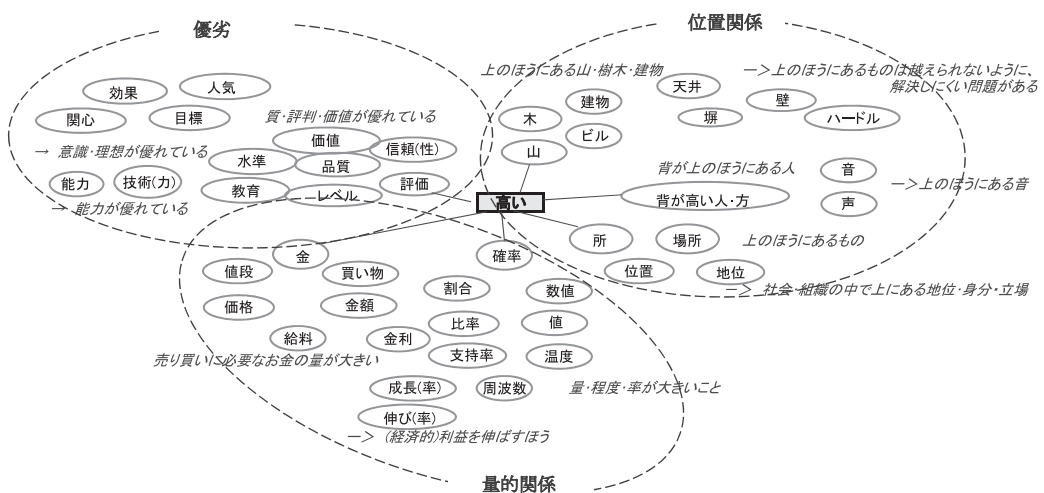 優劣
効果
人気
関心
目標
→ 意識・理想が優れている
能力
技術(力)
→ 能力が優れている
質・評判・価値が優れている
価値
信頼(性)
水準
品質
教育
レベル
評価
位置関係
上のほうにある山・樹木・建物
建物
木
ビル
山
天井
塀
壁
ハードル
ー>上のほうにあるものは越えられないように、
解決しにくい問題がある
背が上のほうにある人
背が高い人・方
音
声
ー>上のほうにある音
高い
所
場所
位置
地位
上のほうにあるもの
ー> 社会・組織の中で上にある地位・身分・立場
金
値段
買い物
価格
金額
給料
金利
売り買いに必要なお金の量が大きい
確率
割合
数値
比率
値
支持率
温度
成長(率)
周波数
伸び(率)
量・程度・率が大きいこと
ー> (経済的)利益を伸ばすほう
量的関係